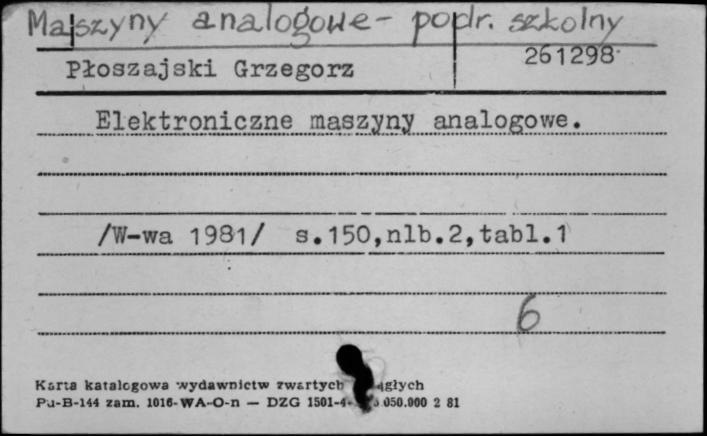 Maszyny analogowe - podr. szkolny
Płoszajski Grzegorz
261298
Elektroniczne maszyny analogowe.
/W-wa 1981/ s.150,nlb.2,tabl.1
6
Karta katalogowa wydawnictw zwartych
Pu-B-144 zam. 1016-WA-O-n — DZG 1501-4- 050.000 2 81